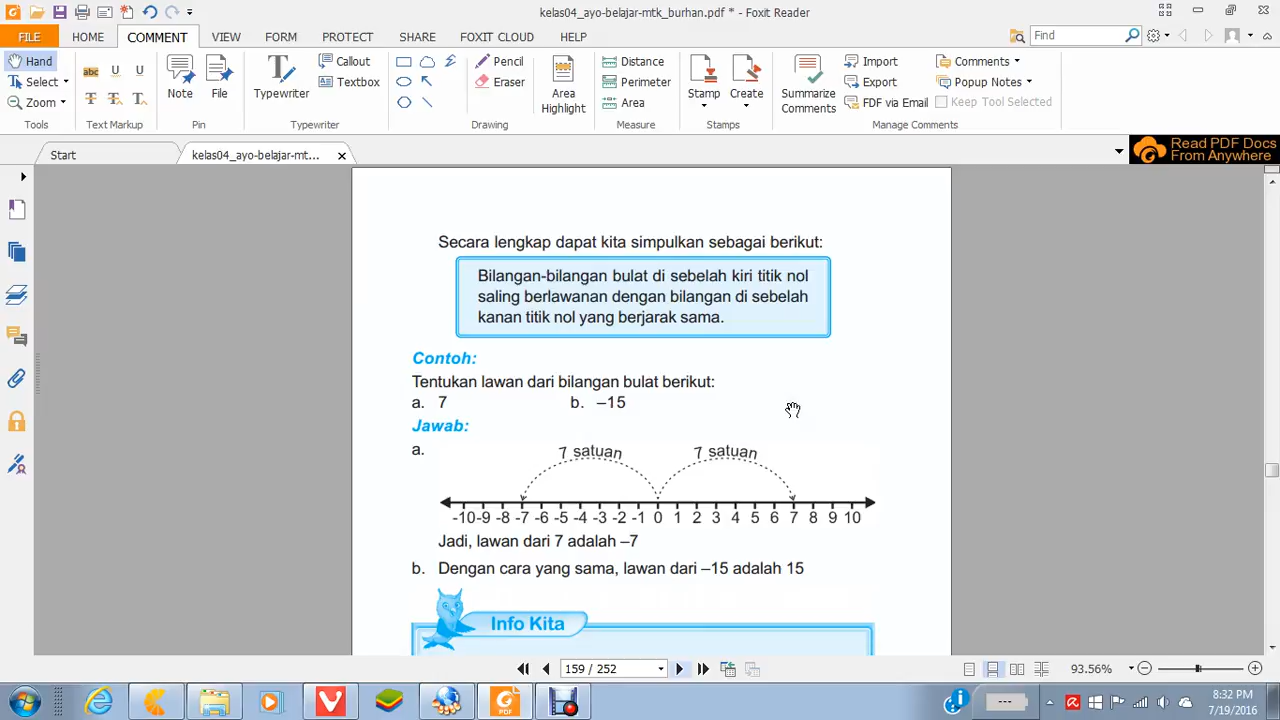 kelas04_ayo-belajar-mtk_burhan.pdf * - Foxit Reader
FILE HOME COMMENT VIEW FORM PROTECT SHARE FOXIT CLOUD HELP
Find
Hand
Select
Zoom
Tools
abc U U
T T T
Text Markup
Note
File
Pin
Typewriter
Callout
Textbox
Typewriter
Pencil
Eraser
Drawing
Area
Highlight
Distance
Perimeter
Area
Measure
Stamp
Create
Stamps
Summarize
Comments
Import
Export
FDF via Email
Comments
Popup Notes
Keep Tool Selected
Manage Comments
Start
kelas04_ayo-belajar-mt...
Read PDF Docs
From Anywhere
Secara lengkap dapat kita simpulkan sebagai berikut:
Bilangan-bilangan bulat di sebelah kiri titik nol
saling berlawanan dengan bilangan di sebelah
kanan titik nol yang berjarak sama.
Contoh:
Tentukan lawan dari bilangan bulat berikut:
a. 7 b. –15
Jawab:
a.
7 satuan 7 satuan
-10 -9 -8 -7 -6 -5 -4 -3 -2 -1 0 1 2 3 4 5 6 7 8 9 10
Jadi, lawan dari 7 adalah –7
b. Dengan cara yang sama, lawan dari –15 adalah 15
Info Kita
159 / 252
93.56%
PDF
---
8:32 PM
7/19/2016